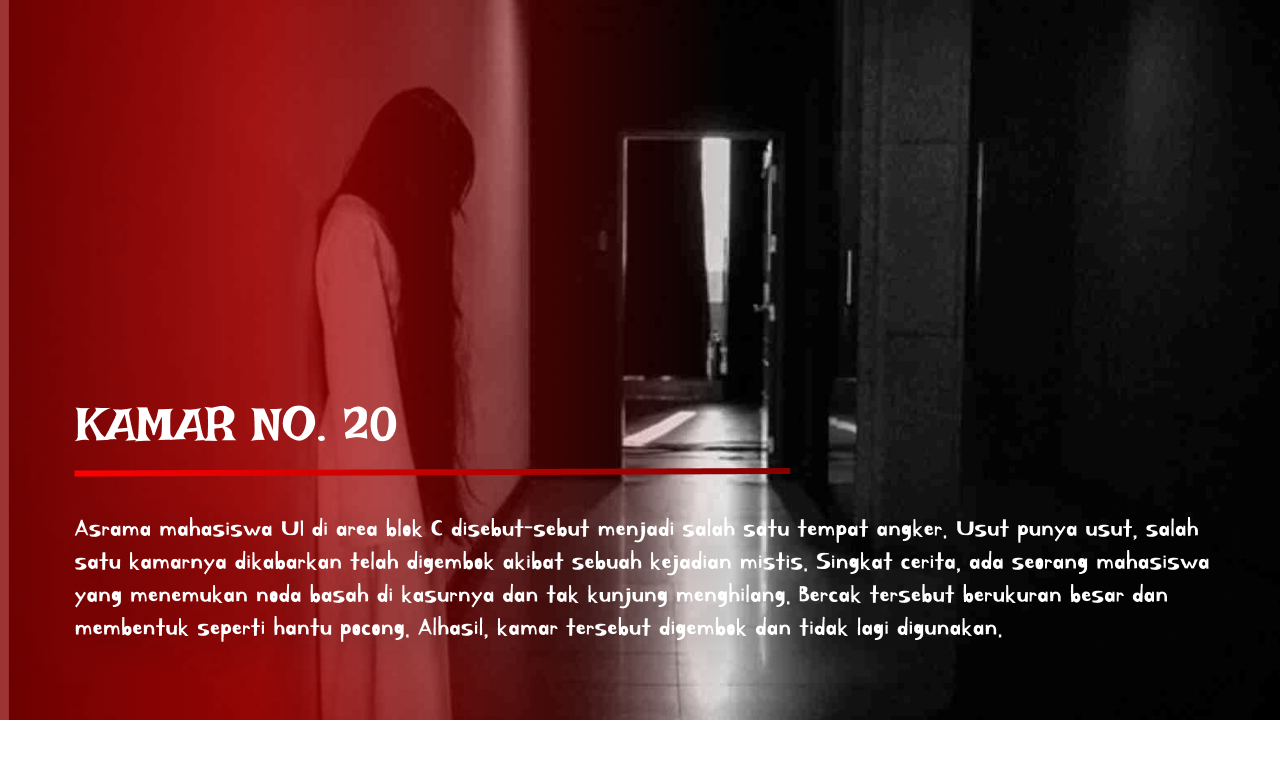 KAMAR NO. 20
Asrama mahasiswa UI di area blok C disebut-sebut menjadi salah satu tempat angker. Usut punya usut, salah
satu kamarnya dikabarkan telah digembok akibat sebuah kejadian mistis. Singkat cerita, ada seorang mahasiswa
yang menemukan noda basah di kasurnya dan tak kunjung menghilang. Bercak tersebut berukuran besar dan
membentuk seperti hantu pocong. Alhasil, kamar tersebut digembok dan tidak lagi digunakan.